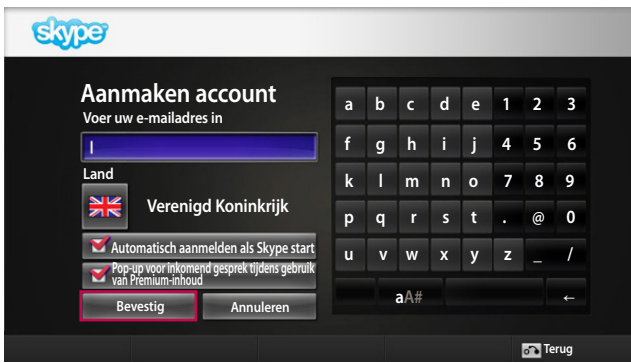 skype
Aanmaken account
Voer uw e-mailadres in
Land
Verenigd Koninkrijk
Automatisch aanmelden als Skype start
Pop-up voor inkomend gesprek tijdens gebruik
van Premium-inhoud
Bevestig Annuleren
a b c d e 1 2 3
f g h i j 4 5 6
k l m n o 7 8 9
p q r s t . @ 0
u v w x y z _ /
aA# ←
Terug